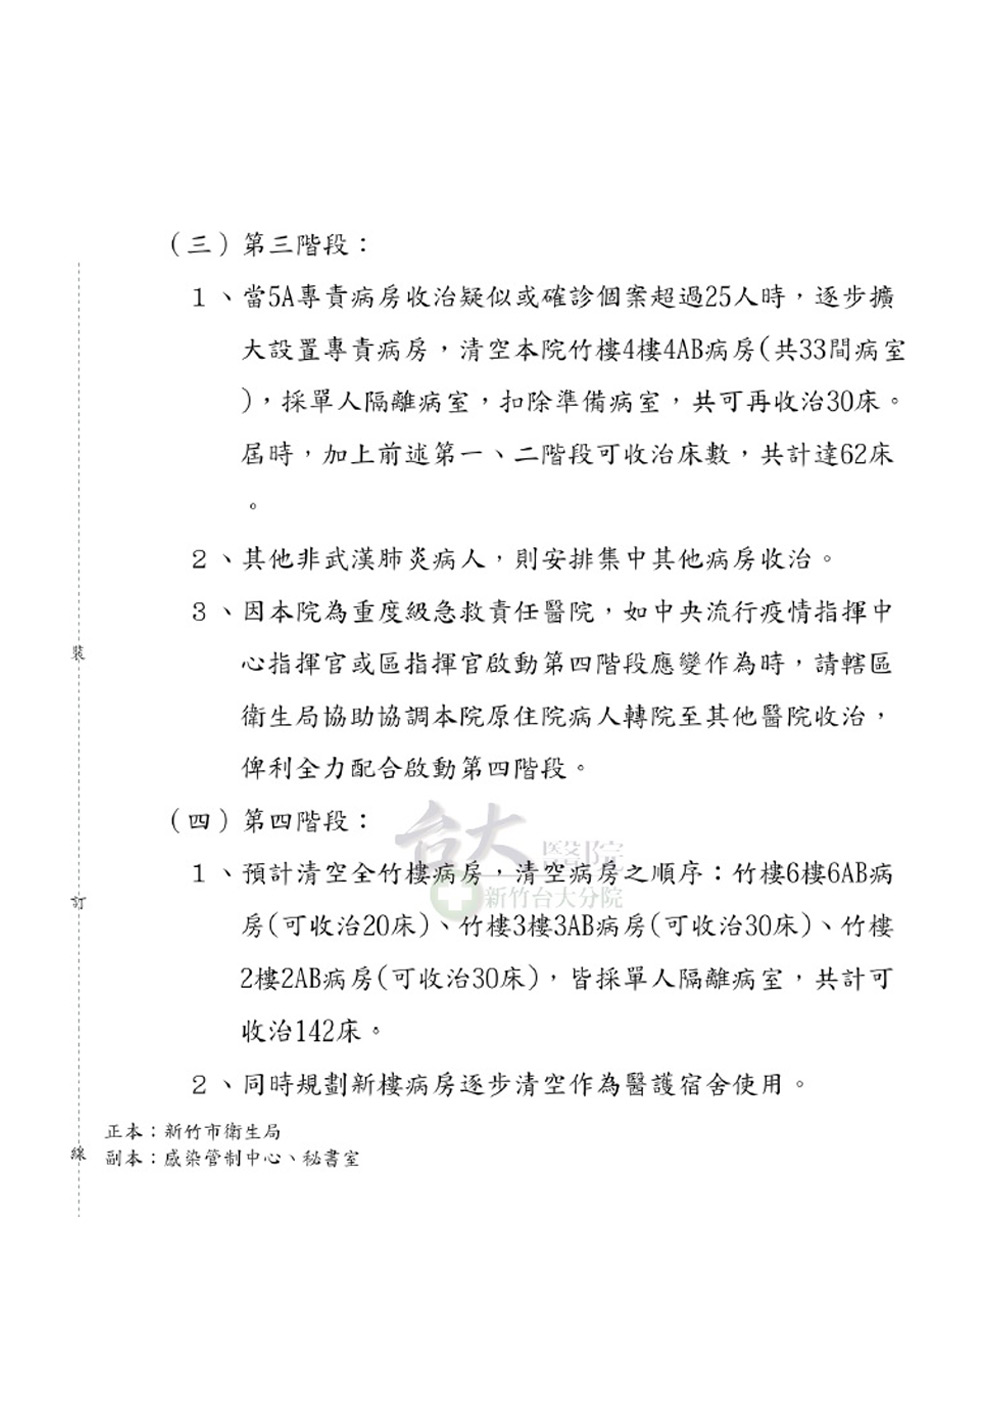 (三)第三階段：
1、當5A專責病房收治疑似或確診個案超過25人時，逐步擴
大設置專責病房，清空本院竹樓4樓4AB病房(共33間病室
)，採單人隔離病室，扣除準備病室，共可再收治30床。
屆時，加上前述第一、二階段可收治床數，共計達62床
。
2、其他非武漢肺炎病人，則安排集中其他病房收治。
3、因本院為重度級急救責任醫院，如中央流行疫情指揮中
心指揮官或區指揮官啟動第四階段應變作為時，請轄區
衛生局協助協調本院原住院病人轉院至其他醫院收治，
俾利全力配合啟動第四階段。
(四)第四階段：
台大醫院
新竹台大分院
1、預計清空全竹樓病房，清空病房之順序：竹樓6樓6AB病
房(可收治20床)、竹樓3樓3AB病房(可收治30床)、竹樓
2樓2AB病房(可收治30床)，皆採單人隔離病室，共計可
收治142床。
2、同時規劃新樓病房逐步清空作為醫護宿舍使用。
正本：新竹市衛生局
副本：感染管制中心、秘書室
裝
訂
線